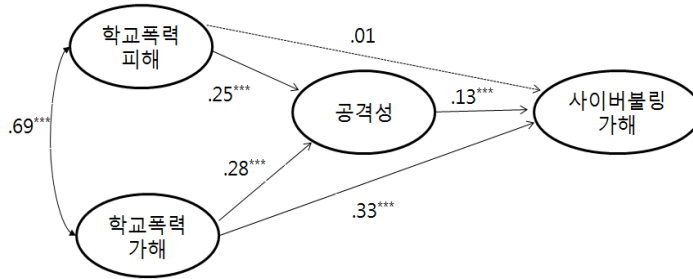 학교폭력
피해
.01
.25***
공격성
.13***
사이버불링
가해
.69***
.28***
학교폭력
가해
.33***